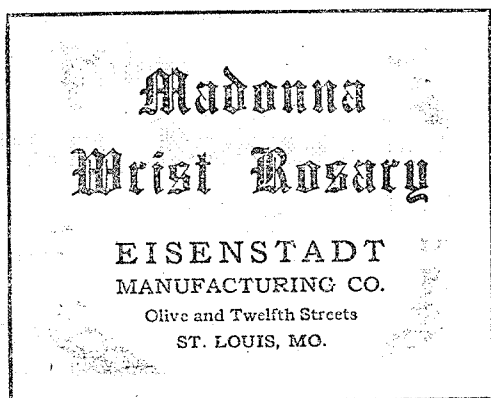 Madonna
Wrist Rosary
EISENSTADT
MANUFACTURING CO.
Olive and Twelfth Streets
ST. LOUIS, MO.